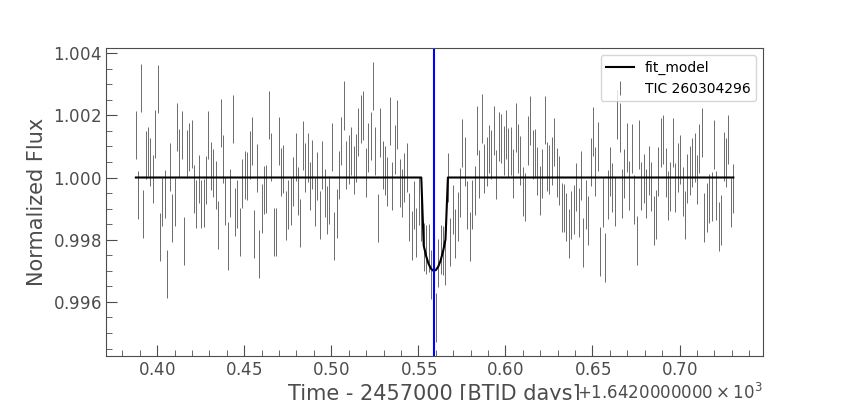 1.004
1.002
1.000
0.998
0.996
Normalized Flux
fit_model
TIC 260304296
0.40 0.45 0.50 0.55 0.60 0.65 0.70
Time - 2457000 [BTJD days]
+1.6420000000 × 10³